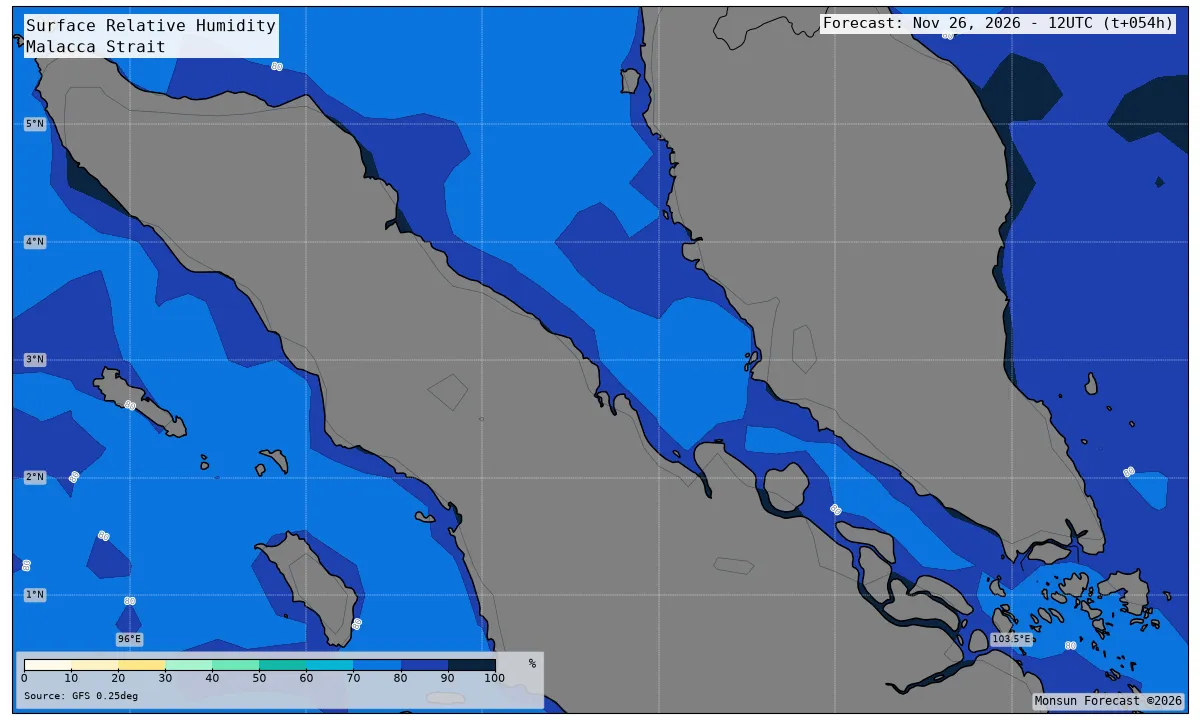 Surface Relative Humidity
Malacca Strait
Forecast: Nov 26, 2026 - 12UTC (t+054h)
80
80
5°N
4°N
3°N
80
2°N
80
80
80
80
80
1°N
80
80
96°E
103.5°E
80
0 10 20 30 40 50 60 70 80 90 100 %
Source: GFS 0.25deg
Monsun Forecast ©2026